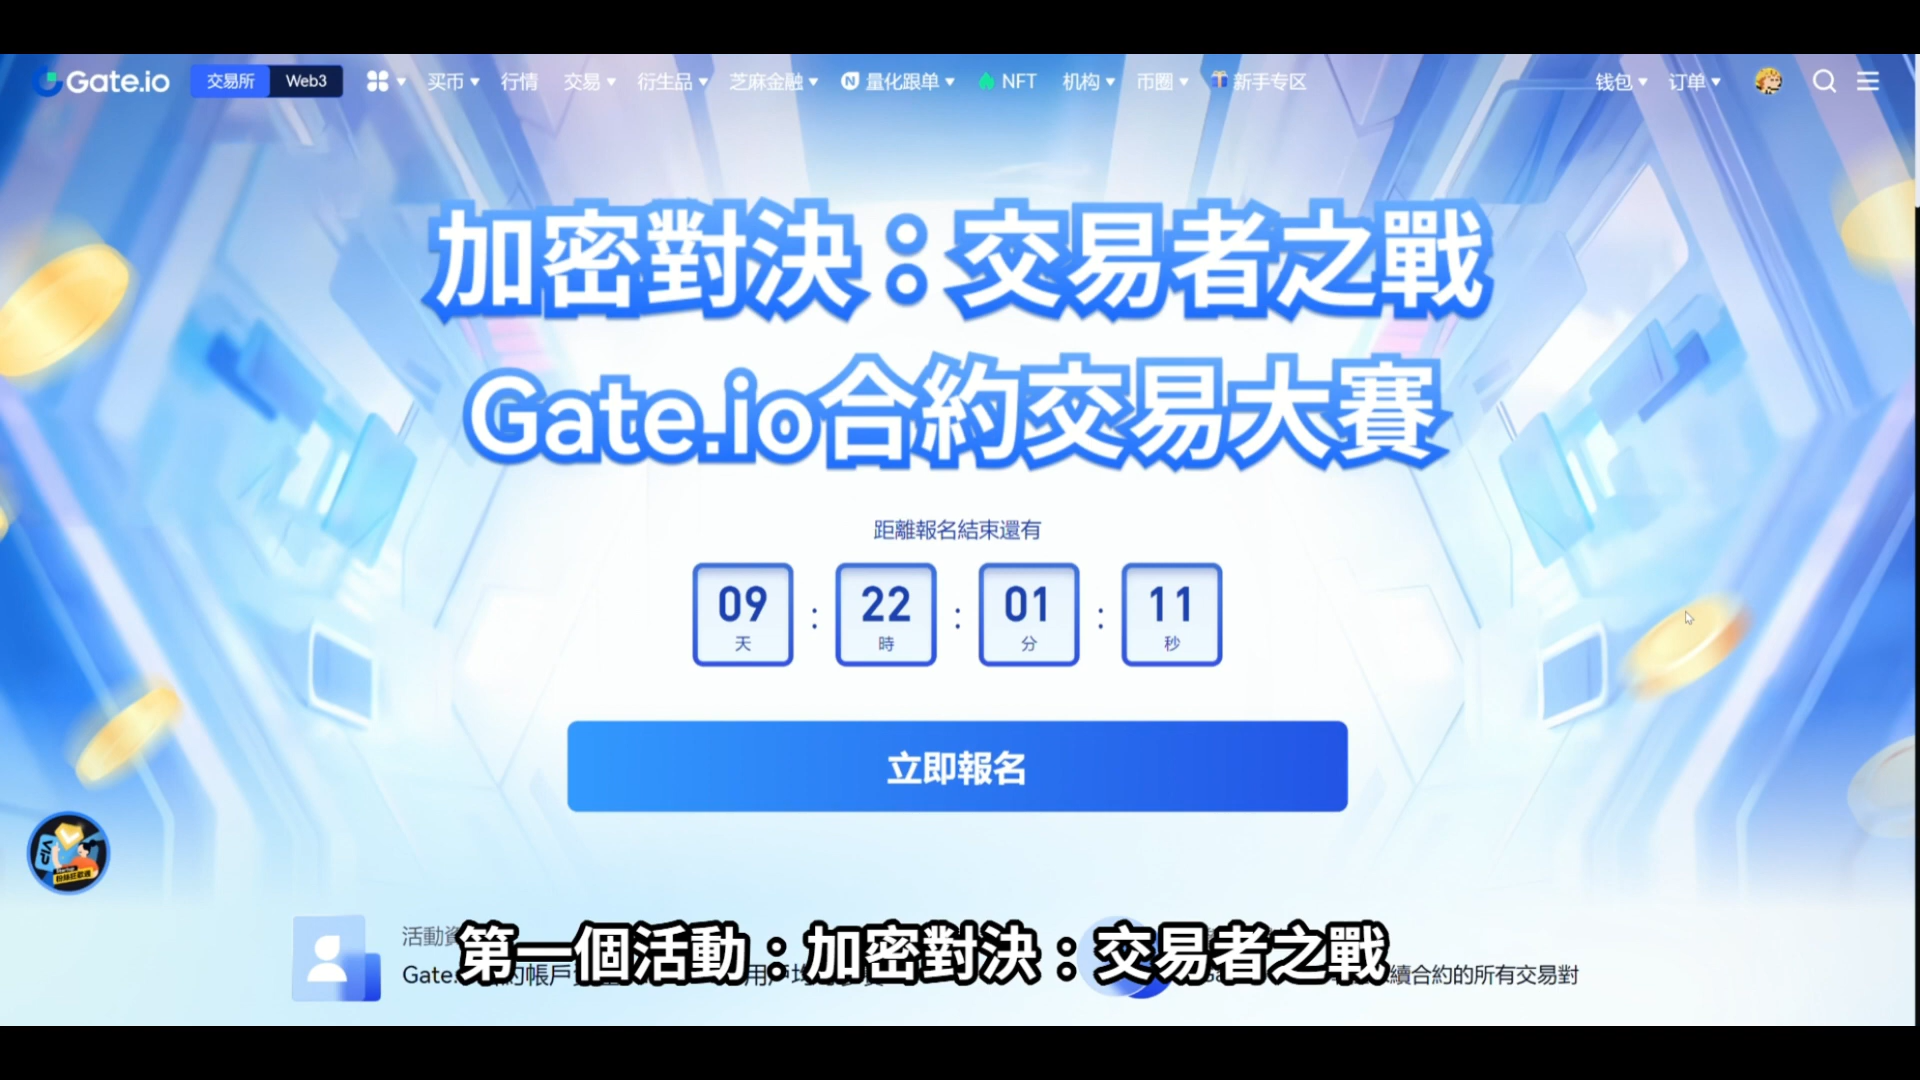 Gate.io 交易所 Web3 买币 行情 交易 衍生品 芝麻金融 量化跟单 NFT 机构 币圈 新手专区 钱包 订单
加密對決：交易者之戰
Gate.io合約交易大賽
距離報名結束還有
09 : 22 : 01 : 11
天 時 分 秒
立即報名
活動
第一個活動：加密對決：交易者之戰
Gate.
續合約的所有交易對